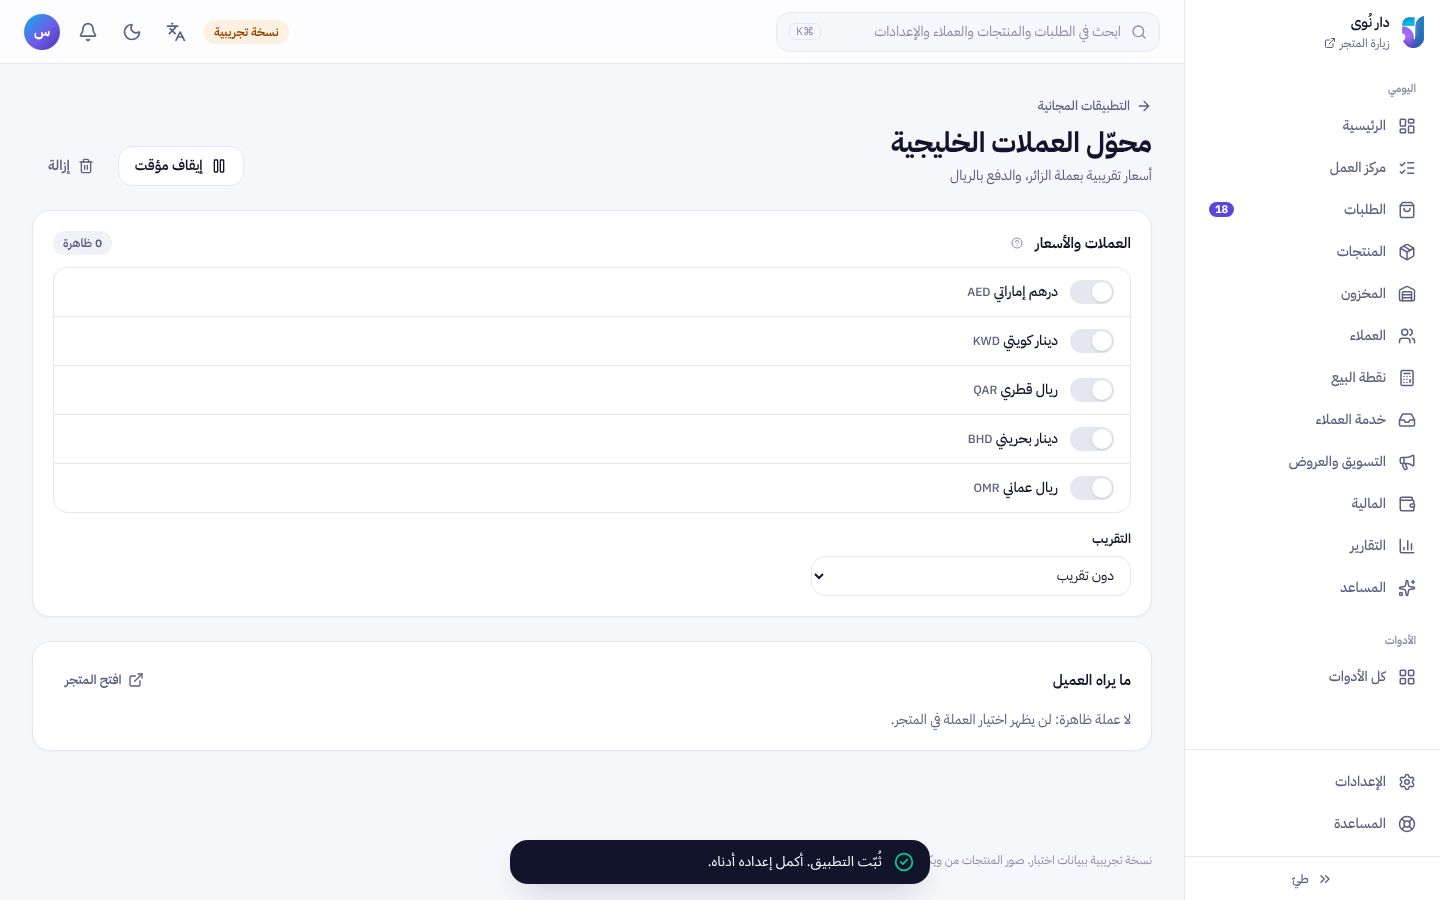 دار نُوى
زيارة المتجر
ابحث في الطلبات والمنتجات والعملاء والإعدادات
⌘K
نسخة تجريبية
س
اليومي
الرئيسية
مركز العمل
الطلبات
18
المنتجات
المخزون
العملاء
نقطة البيع
خدمة العملاء
التسويق والعروض
المالية
التقارير
المساعد
الأدوات
كل الأدوات
الإعدادات
المساعدة
طيّ
التطبيقات المجانية
محوّل العملات الخليجية
أسعار تقريبية بعملة الزائر، والدفع بالريال
إيقاف مؤقت
إزالة
العملات والأسعار
0 ظاهرة
درهم إماراتي AED
دينار كويتي KWD
ريال قطري QAR
دينار بحريني BHD
ريال عماني OMR
التقريب
دون تقريب
ما يراه العميل
افتح المتجر
لا عملة ظاهرة: لن يظهر اختيار العملة في المتجر.
نسخة تجريبية ببيانات اختبار. صور المنتجات من
ثُبّت التطبيق. أكمل إعداده أدناه.